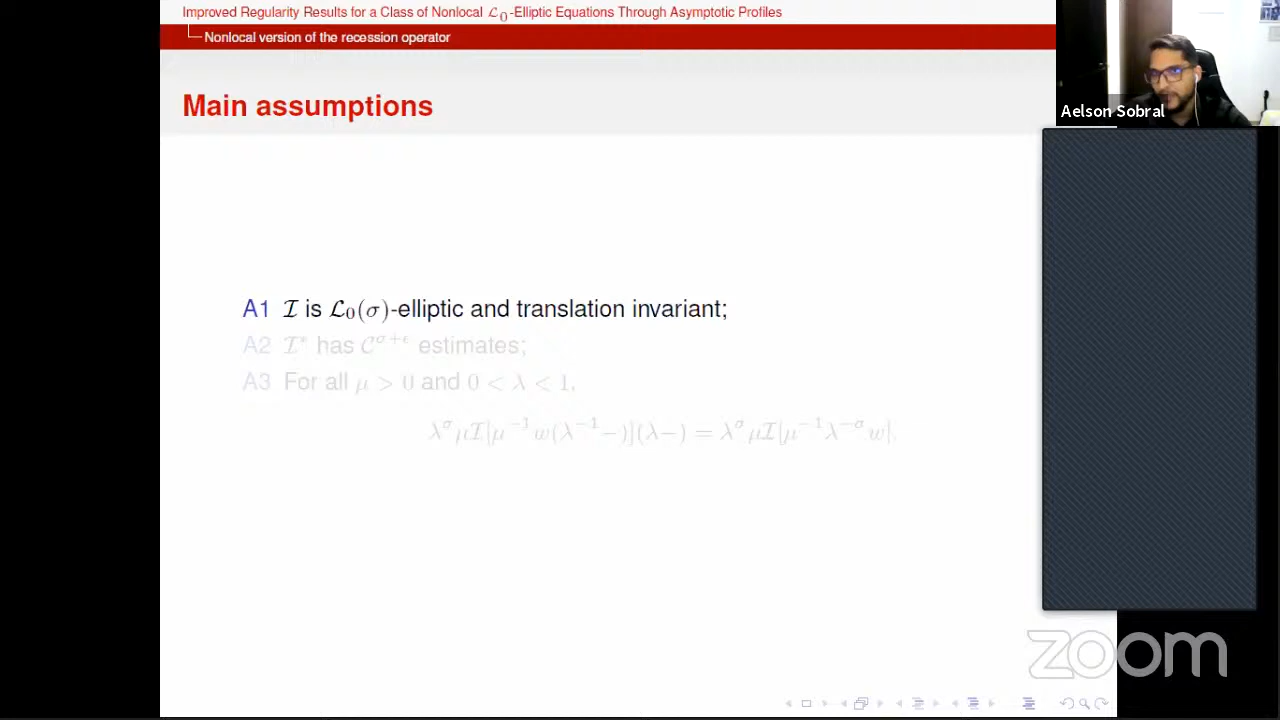 Improved Regularity Results for a Class of Nonlocal 𝓛₀-Elliptic Equations Through Asymptotic Profiles
Nonlocal version of the recession operator
Aelson Sobral
Main assumptions
A1 𝓘 is 𝓛₀(σ)-elliptic and translation invariant;
A2 𝓘* has 𝒞^{σ+ϵ} estimates;
A3 For all μ > 0 and 0 < λ < 1,
λ^σ μ𝓘[μ^{−1}w(λ^{−1}−)](λ−) = λ^σ μ𝓘[μ^{−1}λ^{−σ}w].
zoom